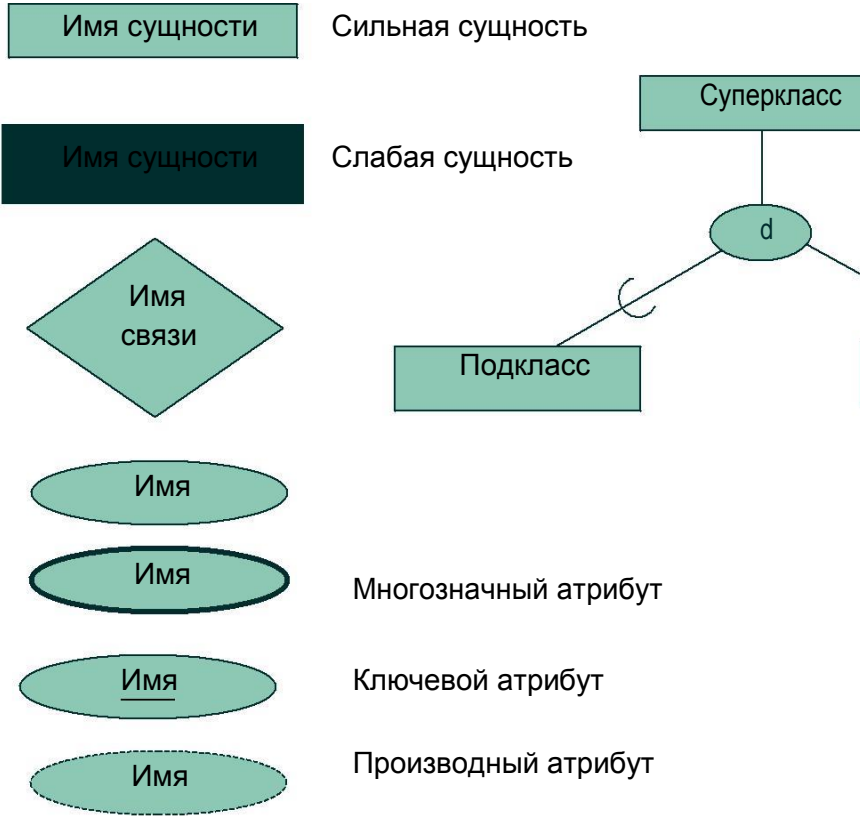 Имя сущности
Сильная сущность
Суперкласс
Имя сущности
Слабая сущность
d
Имя
связи
Подкласс
Имя
Имя
Многозначный атрибут
Имя
Ключевой атрибут
Имя
Производный атрибут